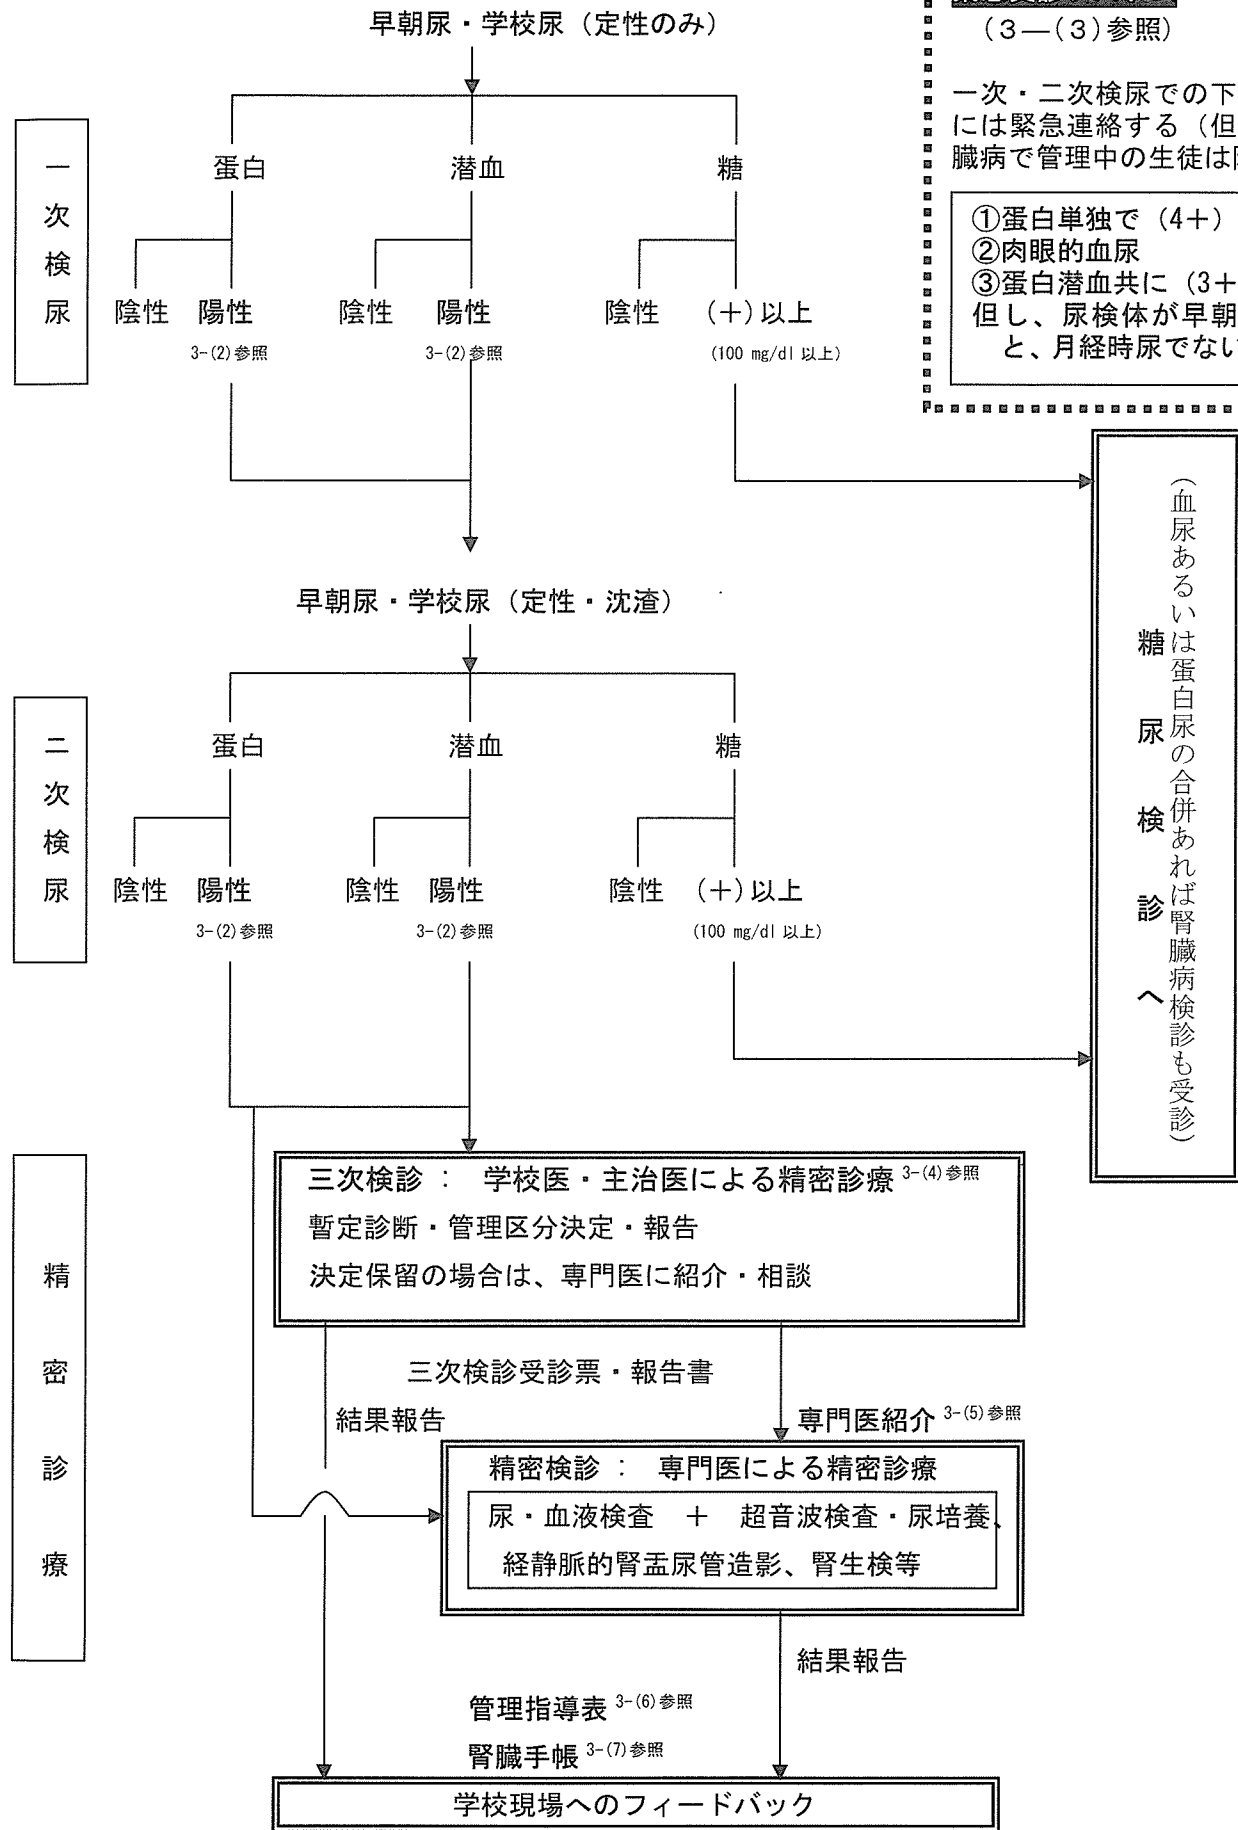 早朝尿・学校尿（定性のみ）
（３―（３）参照）
一次・二次検尿での下
には緊急連絡する（但
臓病で管理中の生徒は
①蛋白単独で（4+）
②肉眼的血尿
③蛋白潜血共に（3+
但し、尿検体が早朝
と、月経時尿でない
一次検尿
蛋白 潜血 糖
陰性 陽性 陰性 陽性 陰性 （＋）以上
3-(2)参照 3-(2)参照 (100 mg/dl 以上)
早朝尿・学校尿（定性・沈渣）
二次検尿
蛋白 潜血 糖
陰性 陽性 陰性 陽性 陰性 （＋）以上
3-(2)参照 3-(2)参照 (100 mg/dl 以上)
糖尿検診へ
（血尿あるいは蛋白尿の合併あれば腎臓病検診も受診）
精密診療
三次検診 ： 学校医・主治医による精密診療 3-(4)参照
暫定診断・管理区分決定・報告
決定保留の場合は、専門医に紹介・相談
三次検診受診票・報告書
結果報告
専門医紹介 3-(5)参照
精密検診 ： 専門医による精密診療
尿・血液検査 ＋ 超音波検査・尿培養、
経静脈的腎盂尿管造影、腎生検等
結果報告
管理指導表 3-(6)参照
腎臓手帳 3-(7)参照
学校現場へのフィードバック